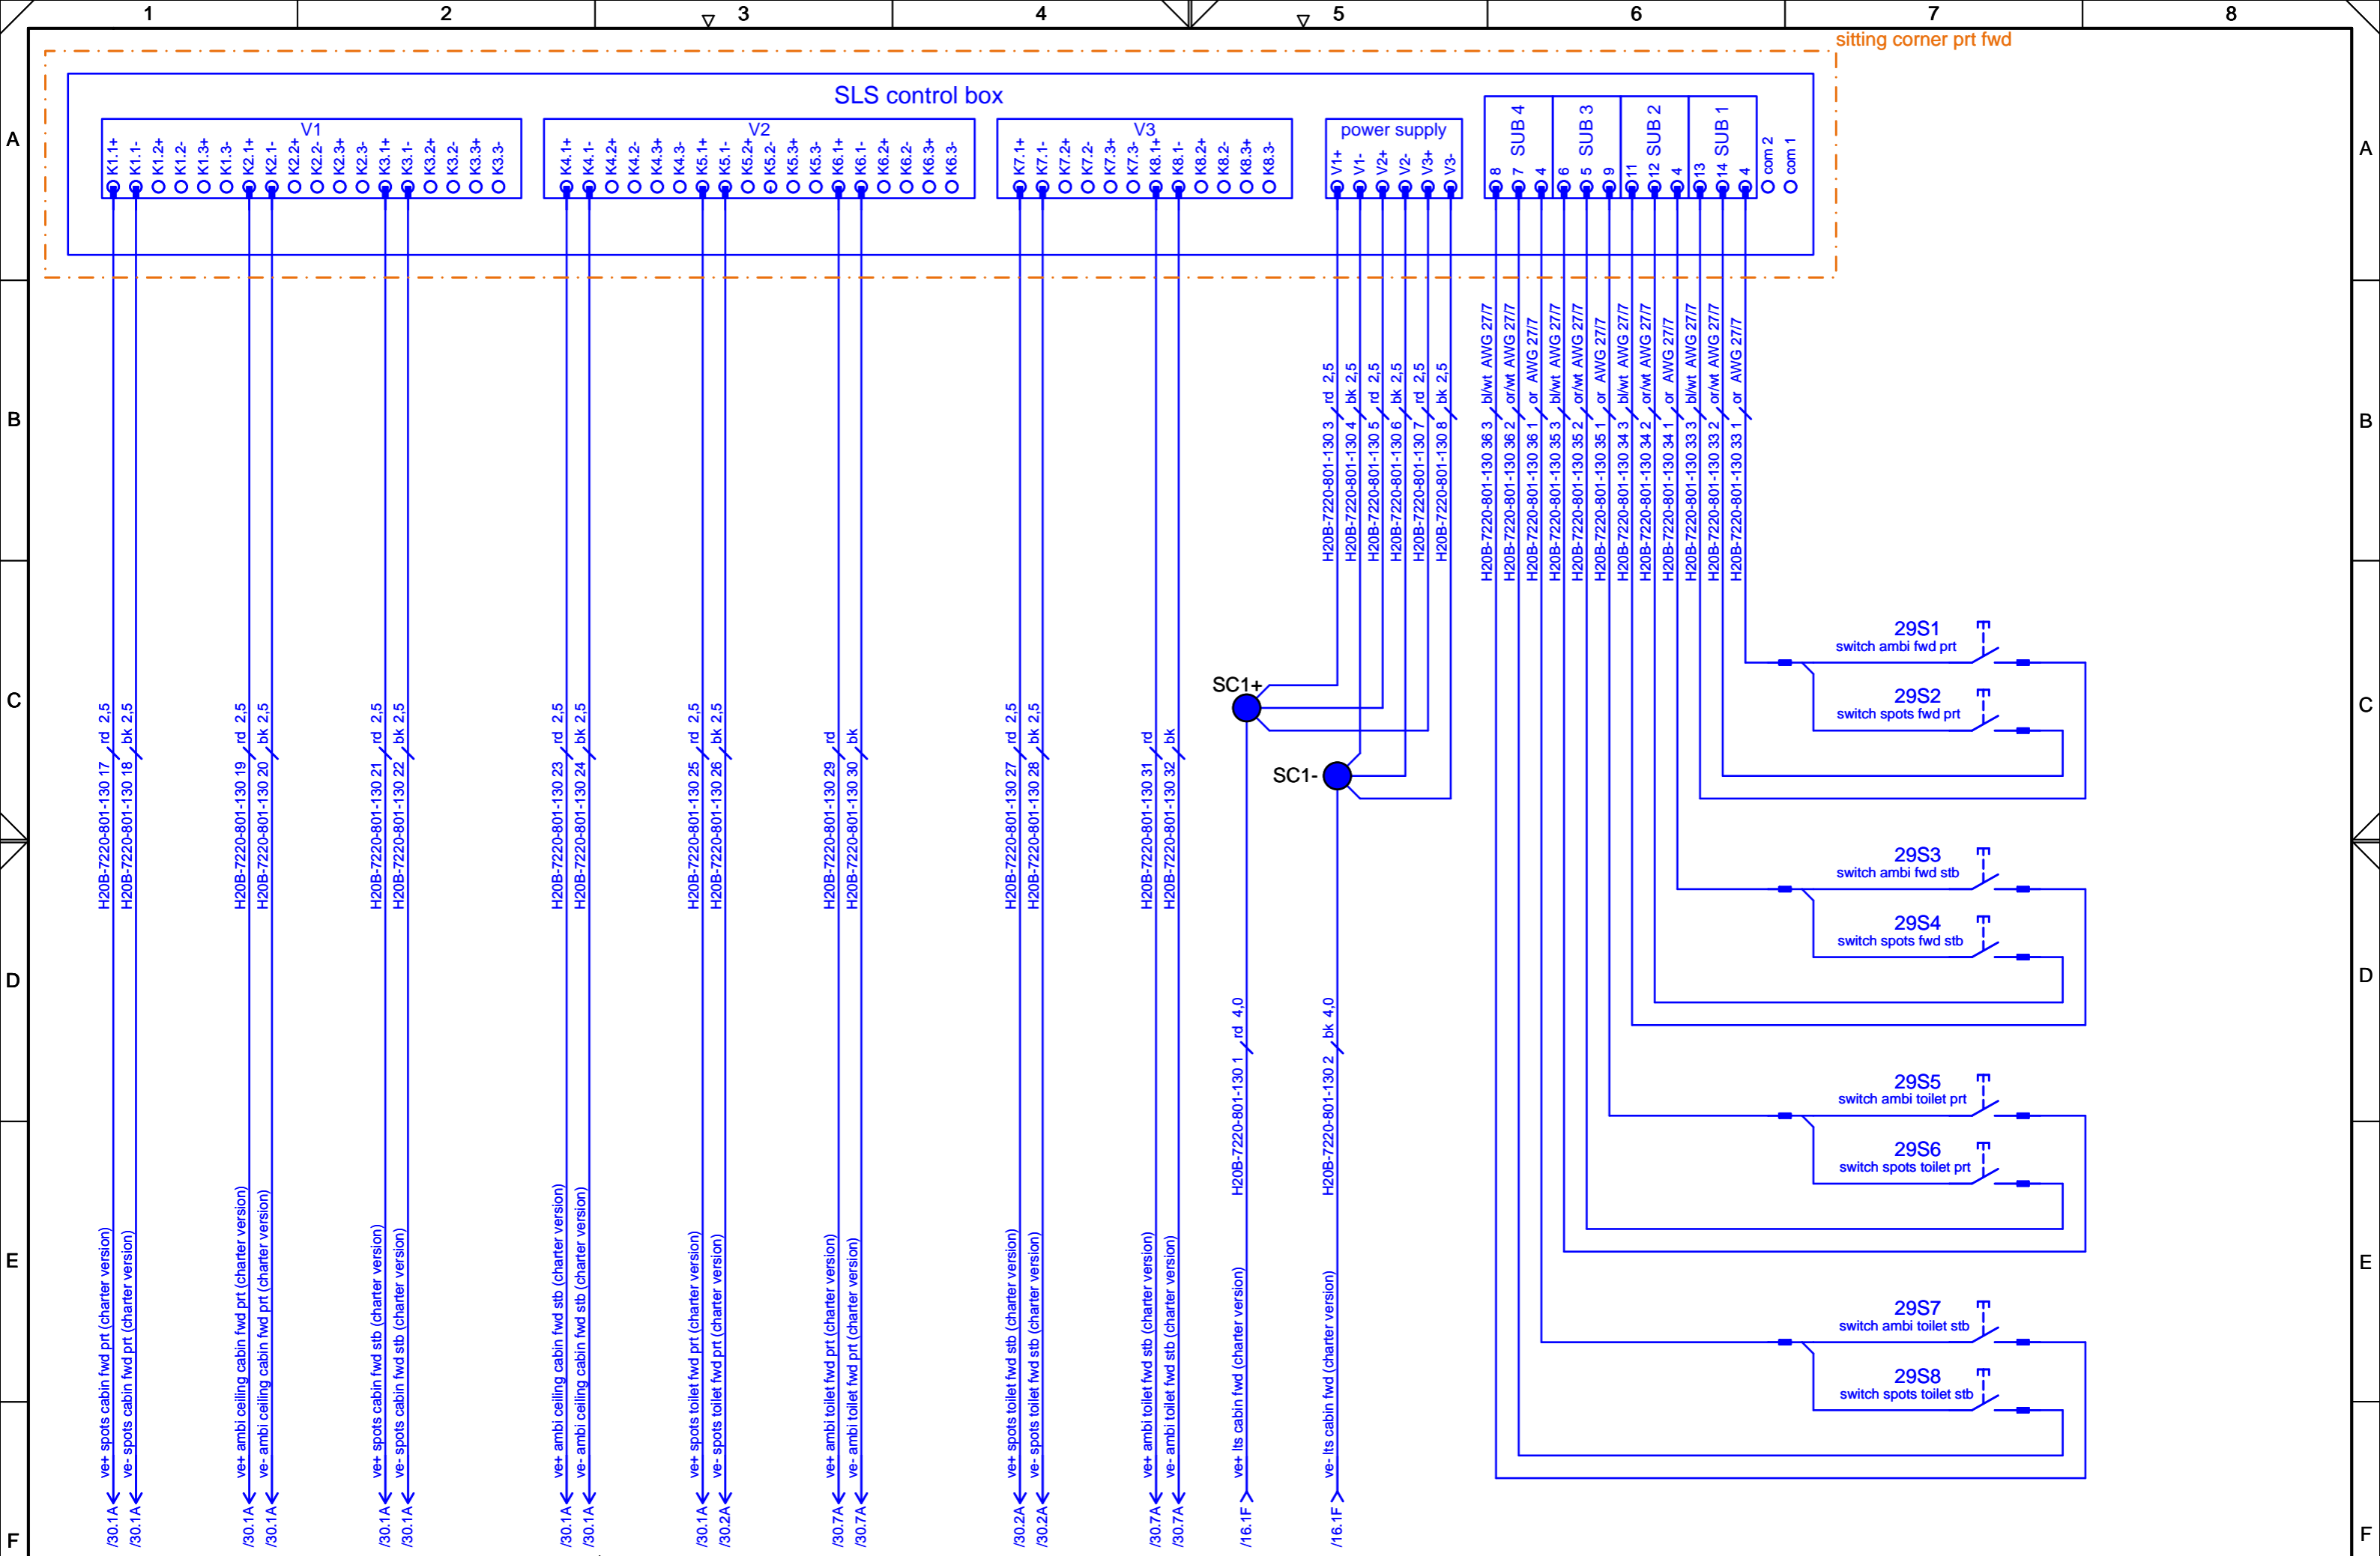 1 2 3 4 5 6 7 8
sitting corner prt fwd
SLS control box
A
A
V1
K1.1+ K1.1- K1.2+ K1.2- K1.3+ K1.3- K2.1+ K2.1- K2.2+ K2.2- K2.3+ K2.3- K3.1+ K3.1- K3.2+ K3.2- K3.3+ K3.3-
V2
K4.1+ K4.1- K4.2+ K4.2- K4.3+ K4.3- K5.1+ K5.1- K5.2+ K5.2- K5.3+ K5.3- K6.1+ K6.1- K6.2+ K6.2- K6.3+ K6.3-
V3
K7.1+ K7.1- K7.2+ K7.2- K7.3+ K7.3- K8.1+ K8.1- K8.2+ K8.2- K8.3+ K8.3-
power supply
V1+ V1- V2+ V2- V3+ V3-
SUB 4
8 7 4
SUB 3
6 5 9
SUB 2
11 12 4
SUB 1
13 14 4
com 2
com 1
B
B
H20B-7220-801-130 3 rd 2,5
H20B-7220-801-130 4 bk 2,5
H20B-7220-801-130 5 rd 2,5
H20B-7220-801-130 6 bk 2,5
H20B-7220-801-130 7 rd 2,5
H20B-7220-801-130 8 bk 2,5
H20B-7220-801-130 36 3 bl/wt AWG 27/7
H20B-7220-801-130 36 2 or/wt AWG 27/7
H20B-7220-801-130 36 1 or AWG 27/7
H20B-7220-801-130 35 3 bl/wt AWG 27/7
H20B-7220-801-130 35 2 or/wt AWG 27/7
H20B-7220-801-130 35 1 or AWG 27/7
H20B-7220-801-130 34 3 bl/wt AWG 27/7
H20B-7220-801-130 34 2 or/wt AWG 27/7
H20B-7220-801-130 34 1 or AWG 27/7
H20B-7220-801-130 33 3 bl/wt AWG 27/7
H20B-7220-801-130 33 2 or/wt AWG 27/7
H20B-7220-801-130 33 1 or AWG 27/7
C
C
H20B-7220-801-130 17 rd 2,5
H20B-7220-801-130 18 bk 2,5
H20B-7220-801-130 19 rd 2,5
H20B-7220-801-130 20 bk 2,5
H20B-7220-801-130 21 rd 2,5
H20B-7220-801-130 22 bk 2,5
H20B-7220-801-130 23 rd 2,5
H20B-7220-801-130 24 bk 2,5
H20B-7220-801-130 25 rd 2,5
H20B-7220-801-130 26 bk 2,5
H20B-7220-801-130 29 rd
H20B-7220-801-130 30 bk
H20B-7220-801-130 27 rd 2,5
H20B-7220-801-130 28 bk 2,5
H20B-7220-801-130 31 rd
H20B-7220-801-130 32 bk
SC1+
SC1-
29S1
switch ambi fwd prt
29S2
switch spots fwd prt
D
D
29S3
switch ambi fwd stb
29S4
switch spots fwd stb
H20B-7220-801-130 1 rd 4,0
H20B-7220-801-130 2 bk 4,0
29S5
switch ambi toilet prt
29S6
switch spots toilet prt
E
E
29S7
switch ambi toilet stb
29S8
switch spots toilet stb
ve+ spots cabin fwd prt (charter version)
ve- spots cabin fwd prt (charter version)
ve+ ambi ceiling cabin fwd prt (charter version)
ve- ambi ceiling cabin fwd prt (charter version)
ve+ spots cabin fwd stb (charter version)
ve- spots cabin fwd stb (charter version)
ve+ ambi ceiling cabin fwd stb (charter version)
ve- ambi ceiling cabin fwd stb (charter version)
ve+ spots toilet fwd prt (charter version)
ve- spots toilet fwd prt (charter version)
ve+ ambi toilet fwd prt (charter version)
ve- ambi toilet fwd prt (charter version)
ve+ spots toilet fwd stb (charter version)
ve- spots toilet fwd stb (charter version)
ve+ ambi toilet fwd stb (charter version)
ve- ambi toilet fwd stb (charter version)
ve+ lts cabin fwd (charter version)
ve- lts cabin fwd (charter version)
F
F
/30.1A /30.1A /30.1A /30.1A /30.1A /30.1A /30.1A /30.1A /30.1A /30.2A /30.7A /30.7A /30.2A /30.2A /30.7A /30.7A /16.1F /16.1F